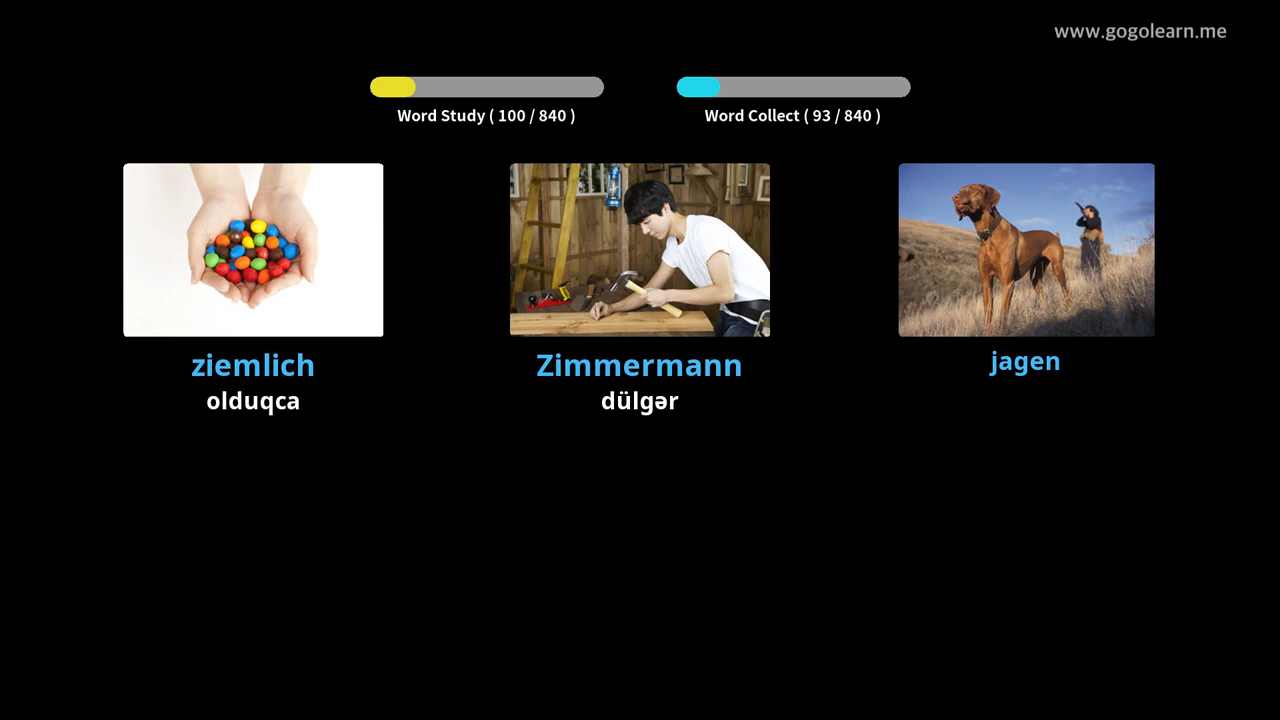 www.gogolearn.me
Word Study ( 100 / 840 )
Word Collect ( 93 / 840 )
ziemlich
olduqca
Zimmermann
dülgər
jagen